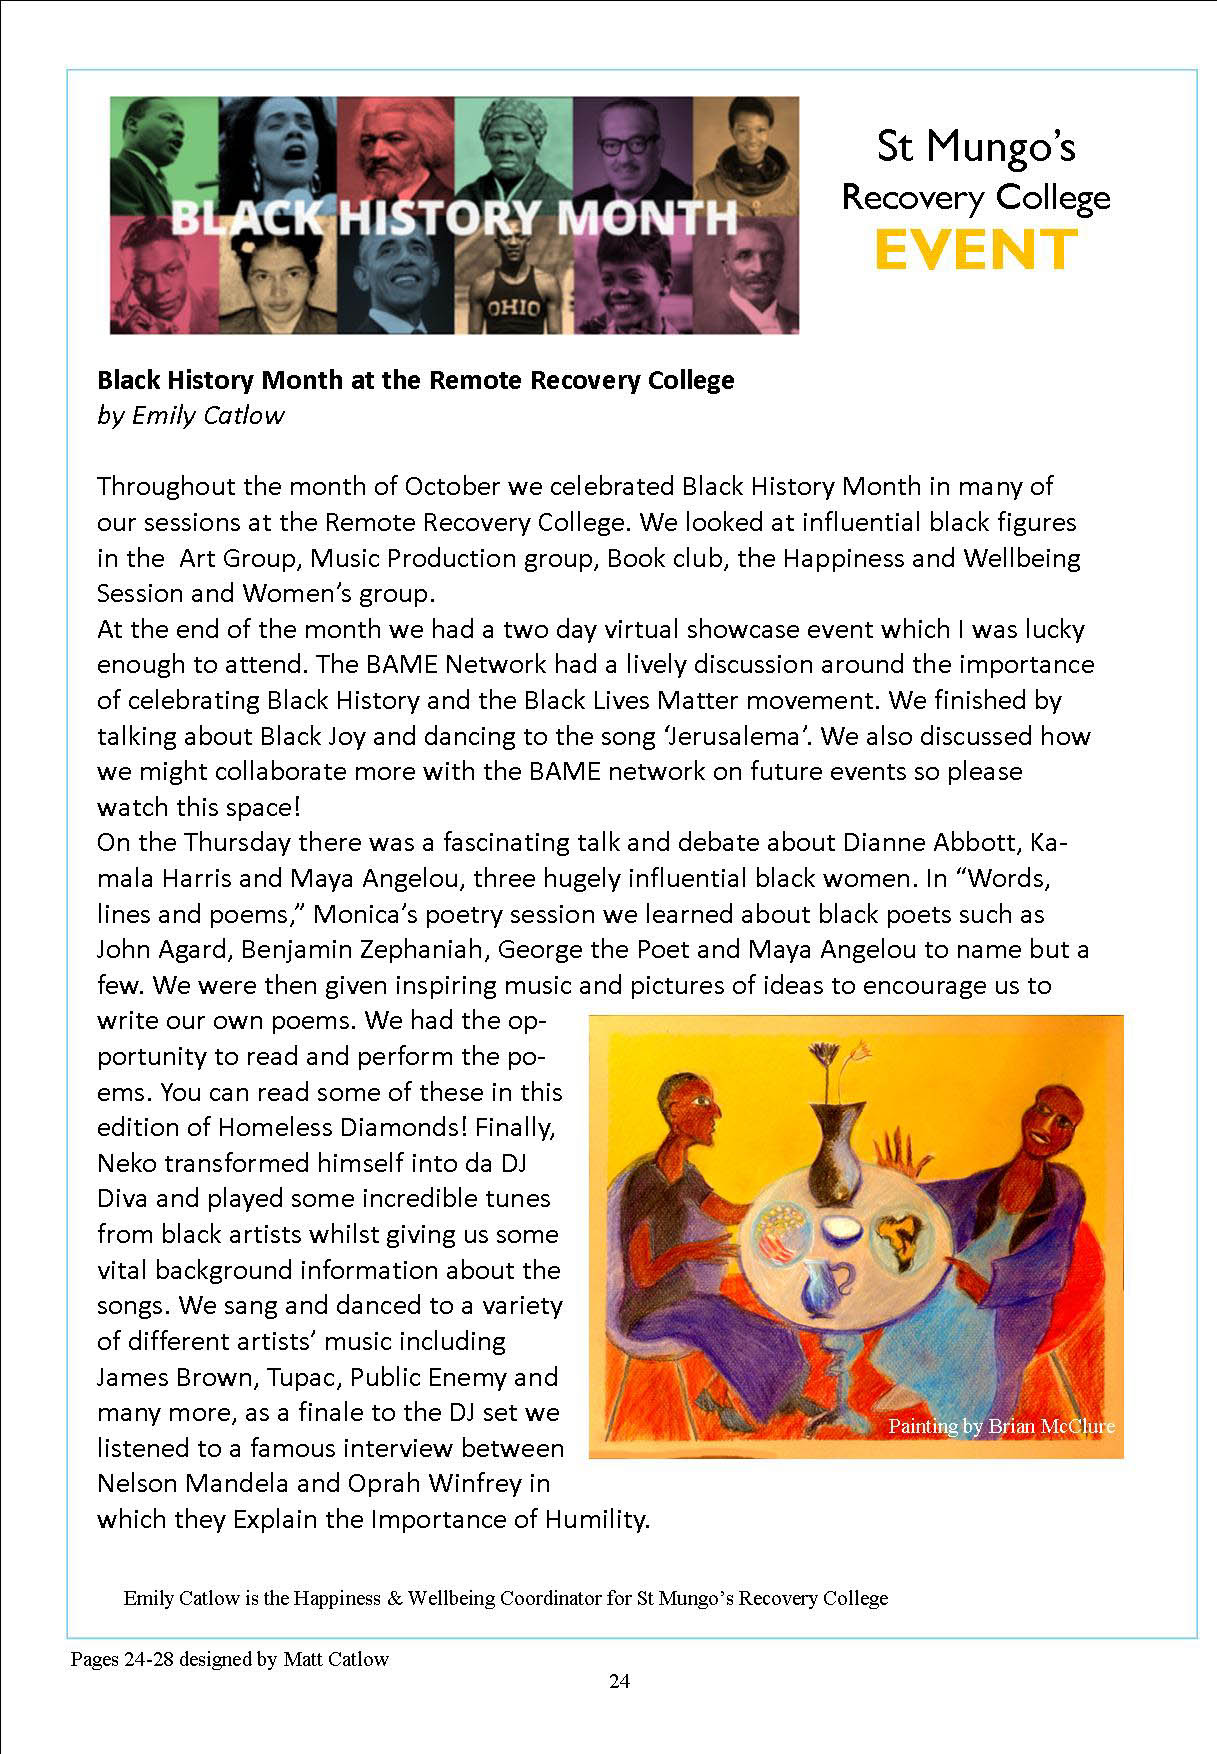 BLACK HISTORY MONTH
OHIO
St Mungo's
Recovery College
EVENT
Black History Month at the Remote Recovery College
by Emily Catlow
Throughout the month of October we celebrated Black History Month in many of
our sessions at the Remote Recovery College. We looked at influential black figures
in the  Art Group, Music Production group, Book club, the Happiness and Wellbeing
Session and Women’s group.
At the end of the month we had a two day virtual showcase event which I was lucky
enough to attend. The BAME Network had a lively discussion around the importance
of celebrating Black History and the Black Lives Matter movement. We finished by
talking about Black Joy and dancing to the song ‘Jerusalema’. We also discussed how
we might collaborate more with the BAME network on future events so please
watch this space!
On the Thursday there was a fascinating talk and debate about Dianne Abbott, Ka-
mala Harris and Maya Angelou, three hugely influential black women. In “Words,
lines and poems,” Monica’s poetry session we learned about black poets such as
John Agard, Benjamin Zephaniah, George the Poet and Maya Angelou to name but a
few. We were then given inspiring music and pictures of ideas to encourage us to
write our own poems. We had the op-
portunity to read and perform the po-
ems. You can read some of these in this
edition of Homeless Diamonds! Finally,
Neko transformed himself into da DJ
Diva and played some incredible tunes
from black artists whilst giving us some
vital background information about the
songs. We sang and danced to a variety
of different artists’ music including
James Brown, Tupac, Public Enemy and
many more, as a finale to the DJ set we
listened to a famous interview between
Nelson Mandela and Oprah Winfrey in
which they Explain the Importance of Humility.
Painting by Brian McClure
Emily Catlow is the Happiness & Wellbeing Coordinator for St Mungo’s Recovery College
Pages 24-28 designed by Matt Catlow
24